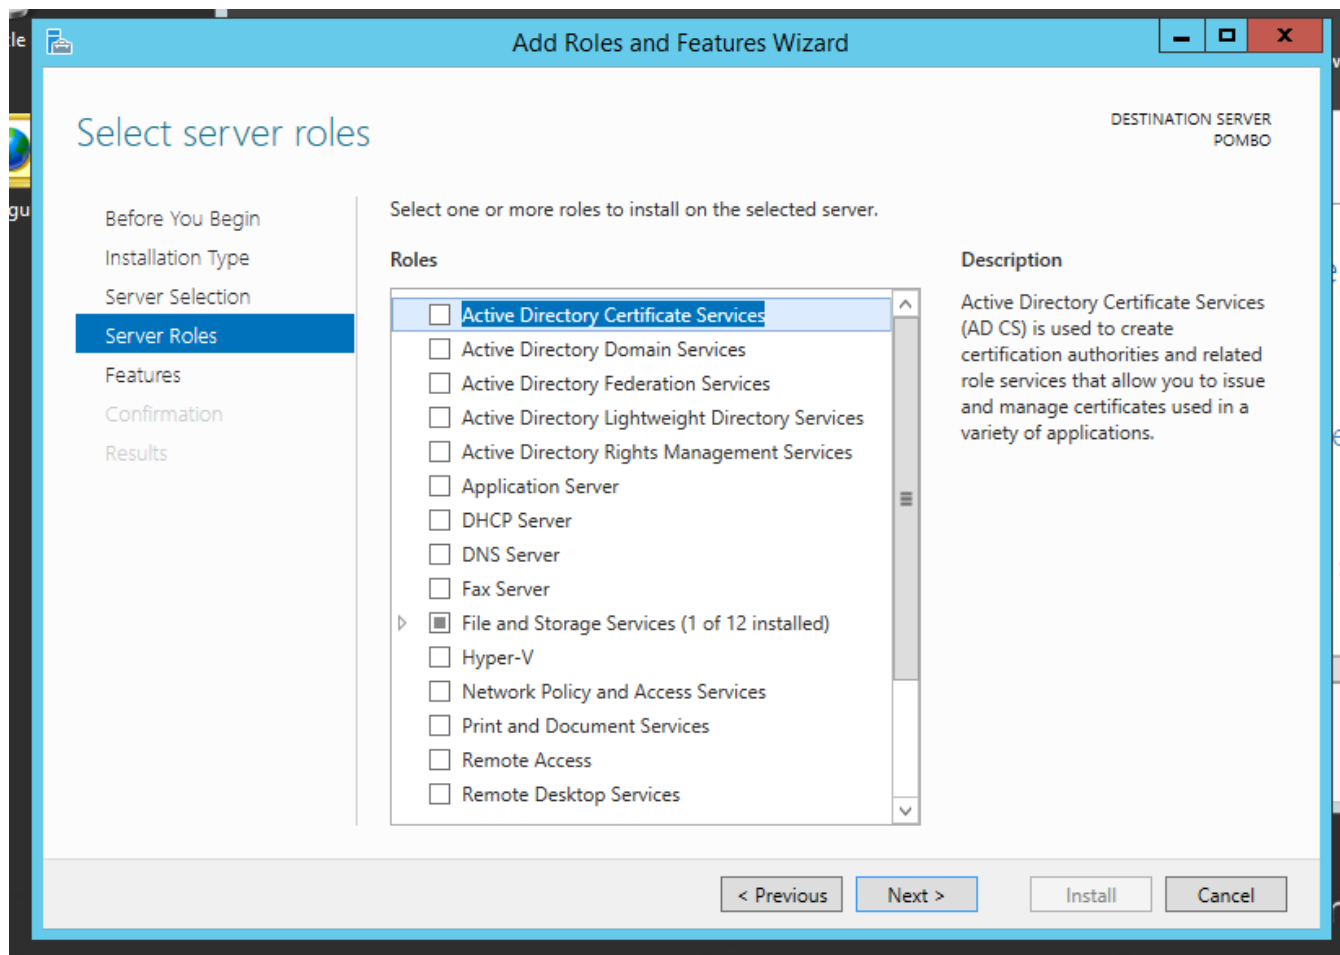 le
Add Roles and Features Wizard
Select server roles
DESTINATION SERVER
POMBO
gu
Before You Begin
Installation Type
Server Selection
Server Roles
Features
Confirmation
Results
Select one or more roles to install on the selected server.
Roles
Active Directory Certificate Services
Active Directory Domain Services
Active Directory Federation Services
Active Directory Lightweight Directory Services
Active Directory Rights Management Services
Application Server
DHCP Server
DNS Server
Fax Server
File and Storage Services (1 of 12 installed)
Hyper-V
Network Policy and Access Services
Print and Document Services
Remote Access
Remote Desktop Services
Description
Active Directory Certificate Services
(AD CS) is used to create
certification authorities and related
role services that allow you to issue
and manage certificates used in a
variety of applications.
< Previous
Next >
Install
Cancel